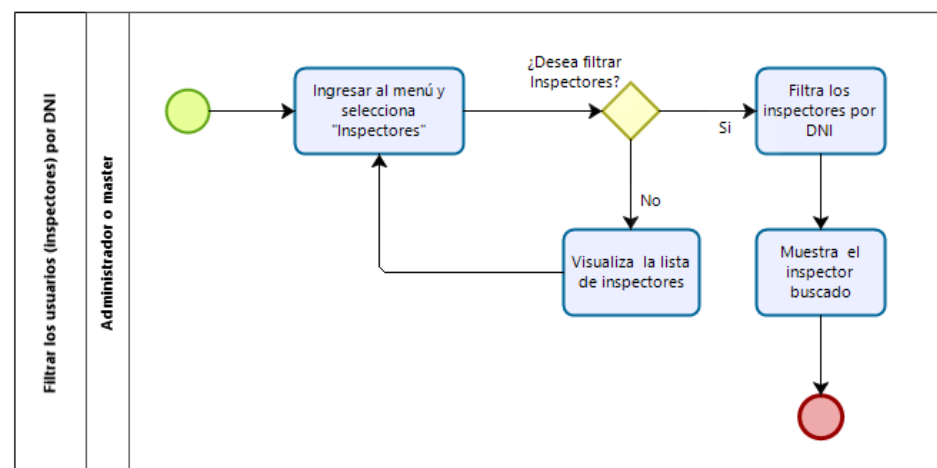 Filtrar los usuarios (inspectores) por DNI
Administrador o master
Ingresar al menú y
selecciona
"Inspectores"
¿Desea filtrar
Inspectores?
Si
Filtra los
inspectores por
DNI
No
Visualiza la lista
de inspectores
Muestra el
inspector
buscado